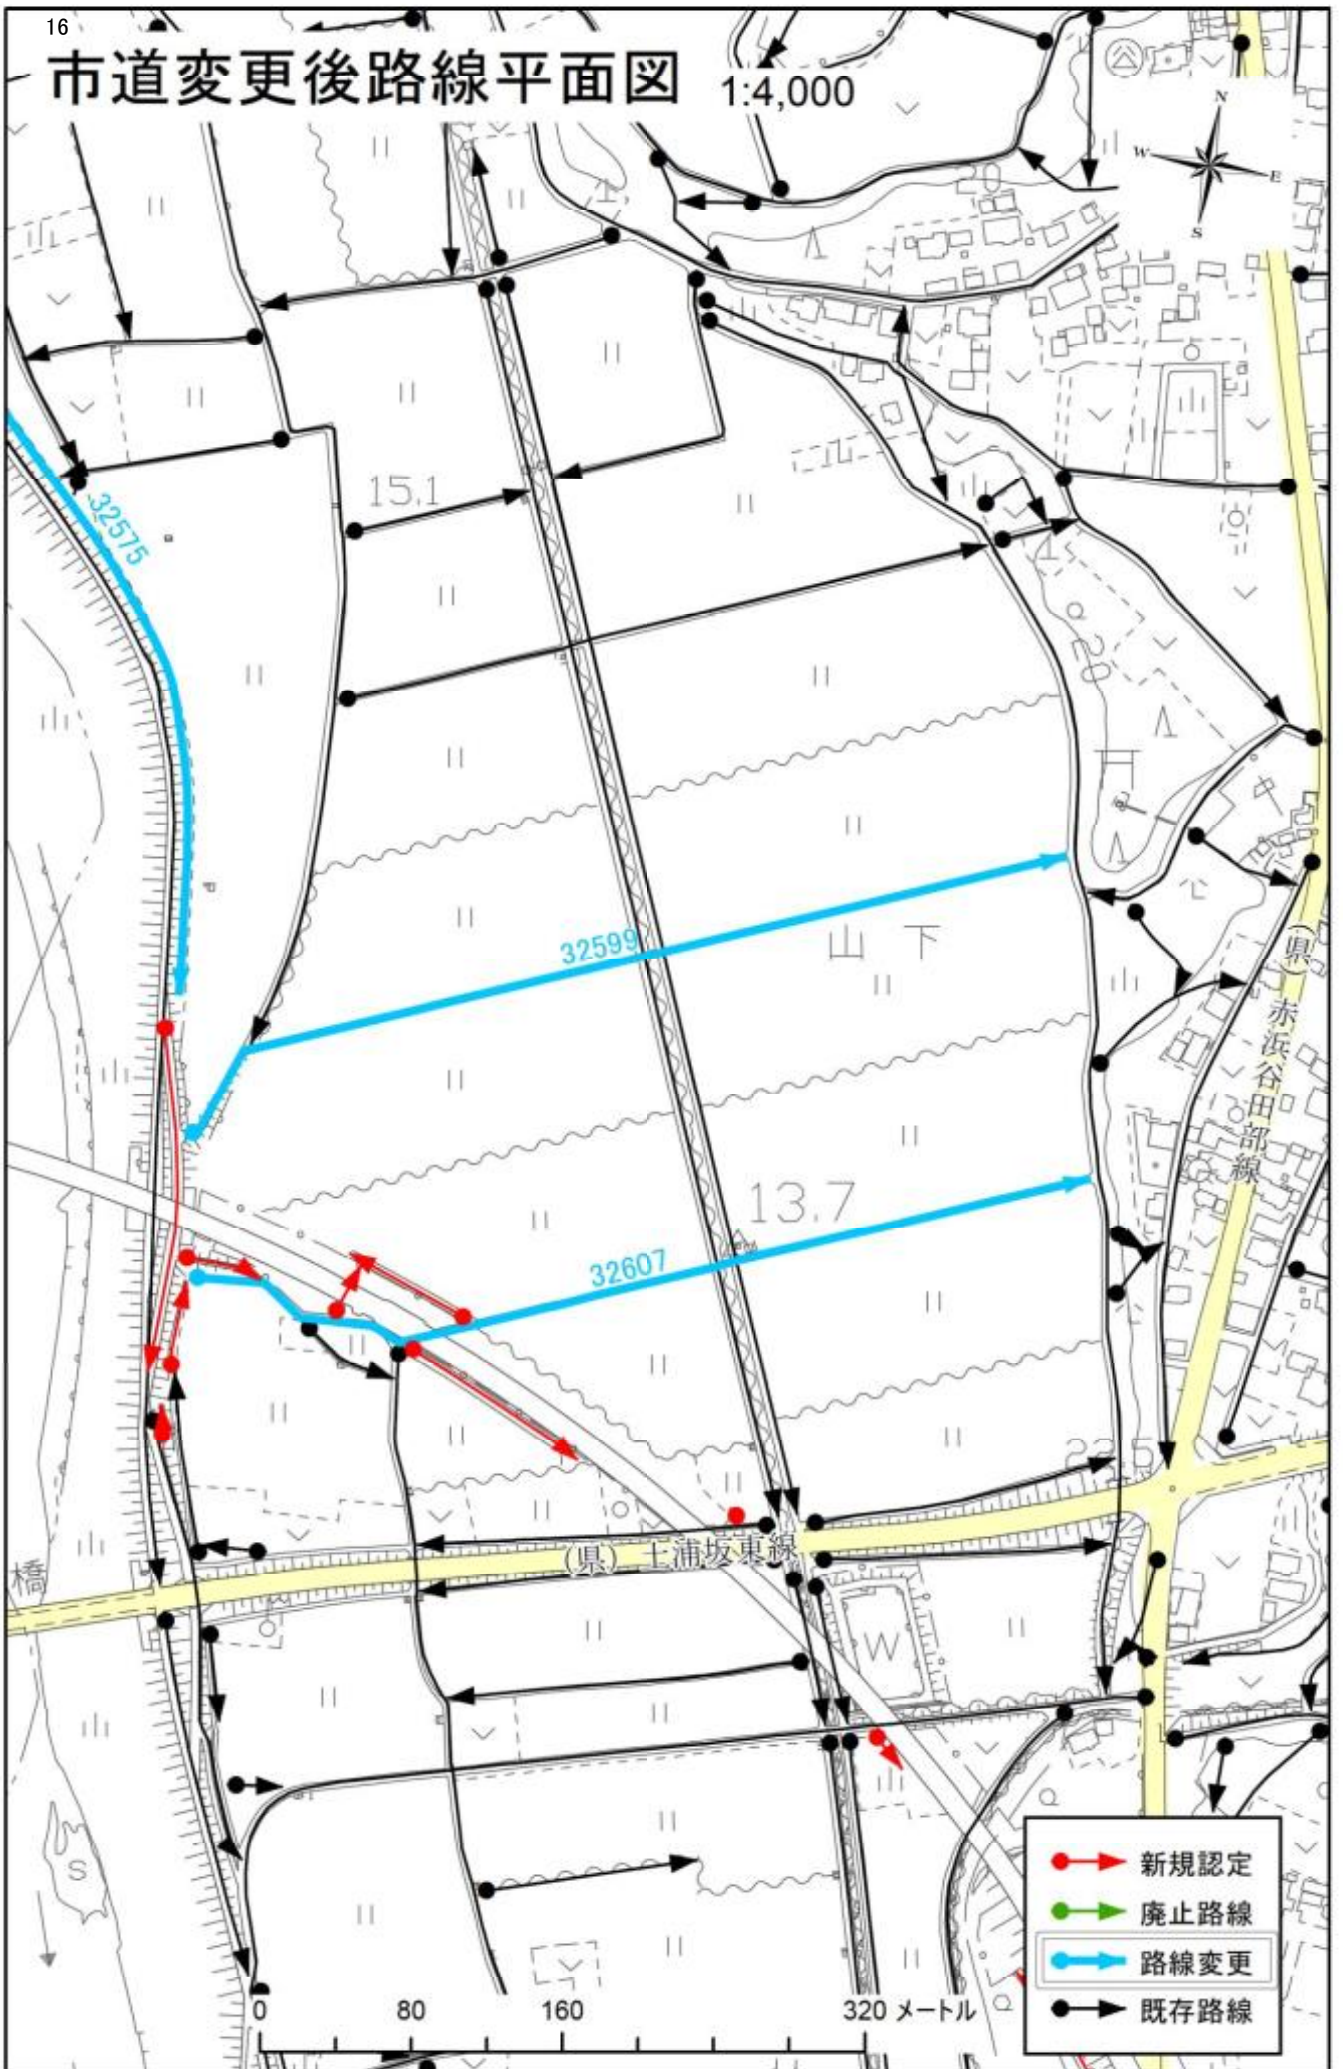 16
市道変更後路線平面図 1:4,000
N
W
E
S
15.1
32575
20
32599
山 下
(県) 赤浜谷田部線
13.7
32607
(県) 土浦坂東線
橋
W
S
新規認定
廃止路線
路線変更
既存路線
0 80 160 320 メートル